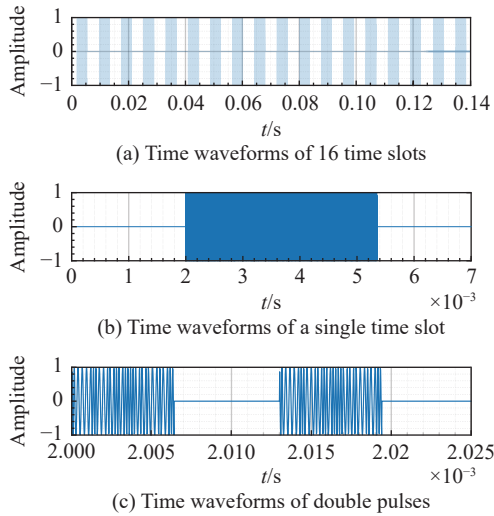 Amplitude
1
0
−1
0 0.02 0.04 0.06 0.08 0.10 0.12 0.14
t/s
(a) Time waveforms of 16 time slots
Amplitude
1
0
−1
0 1 2 3 4 5 6 7
t/s
×10⁻³
(b) Time waveforms of a single time slot
Amplitude
1
0
−1
2.000 2.005 2.010 2.015 2.02 2.025
t/s
×10⁻³
(c) Time waveforms of double pulses